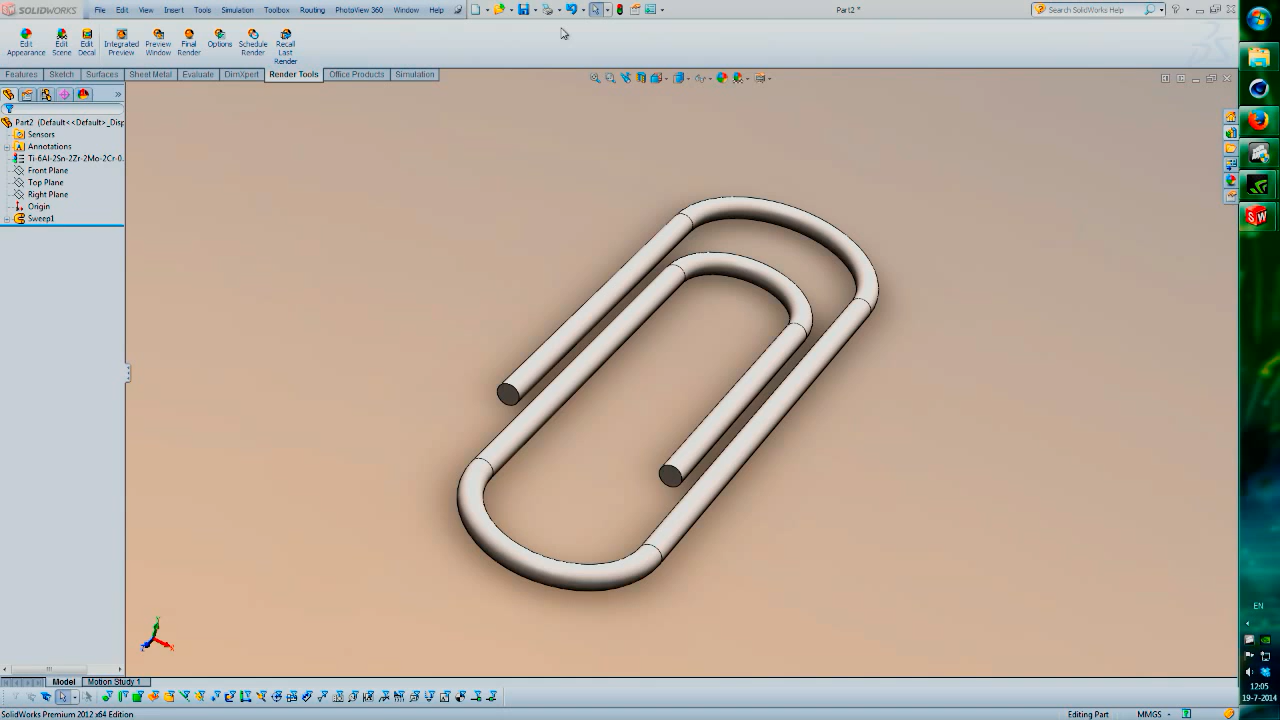 SOLIDWORKS File Edit View Insert Tools Simulation Toolbox Routing PhotoView 360 Window Help Part2 * Search SolidWorks Help
Edit Appearance
Edit Scene
Edit Decal
Integrated Preview
Preview Window
Final Render
Options
Schedule Render
Recall Last Render
Features Sketch Surfaces Sheet Metal Evaluate DimXpert Render Tools Office Products Simulation
Part2 (Default<<Default>_Disp
Sensors
Annotations
Ti-6Al-2Sn-2Zr-2Mo-2Cr-0.
Front Plane
Top Plane
Right Plane
Origin
Sweep1
Y
X
Z
EN
Model Motion Study 1
12:05
19-7-2014
SolidWorks Premium 2012 x64 Edition Editing Part MMGS